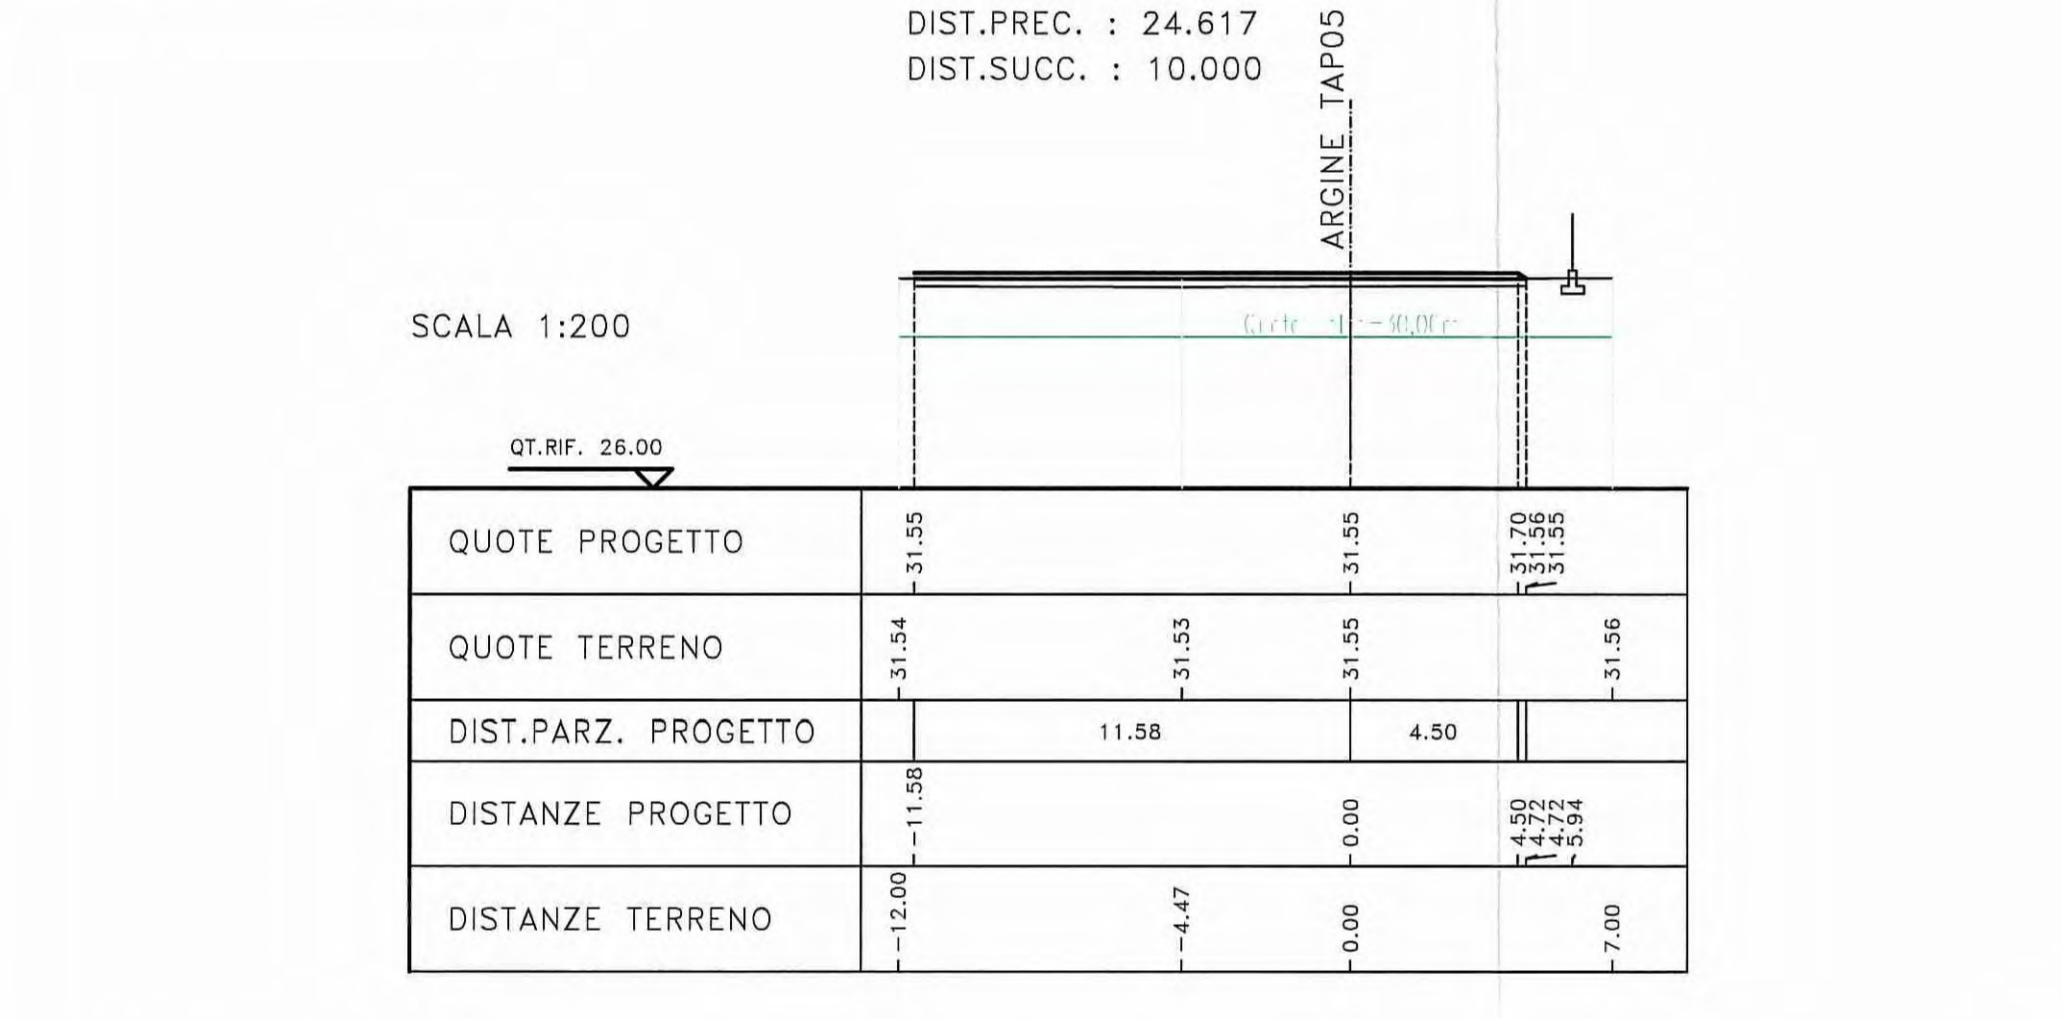 DIST.PREC. : 24.617
DIST.SUCC. : 10.000
ARGINE TAP05
SCALA 1:200
QT.RIF. 26.00
QUOTE PROGETTO 31.55 31.55 31.70 31.56 31.55
QUOTE TERRENO 31.54 31.53 31.55 31.56
DIST.PARZ. PROGETTO 11.58 4.50
DISTANZE PROGETTO -11.58 0.00 4.50 4.72 4.72 5.94
DISTANZE TERRENO -12.00 -4.47 0.00 7.00